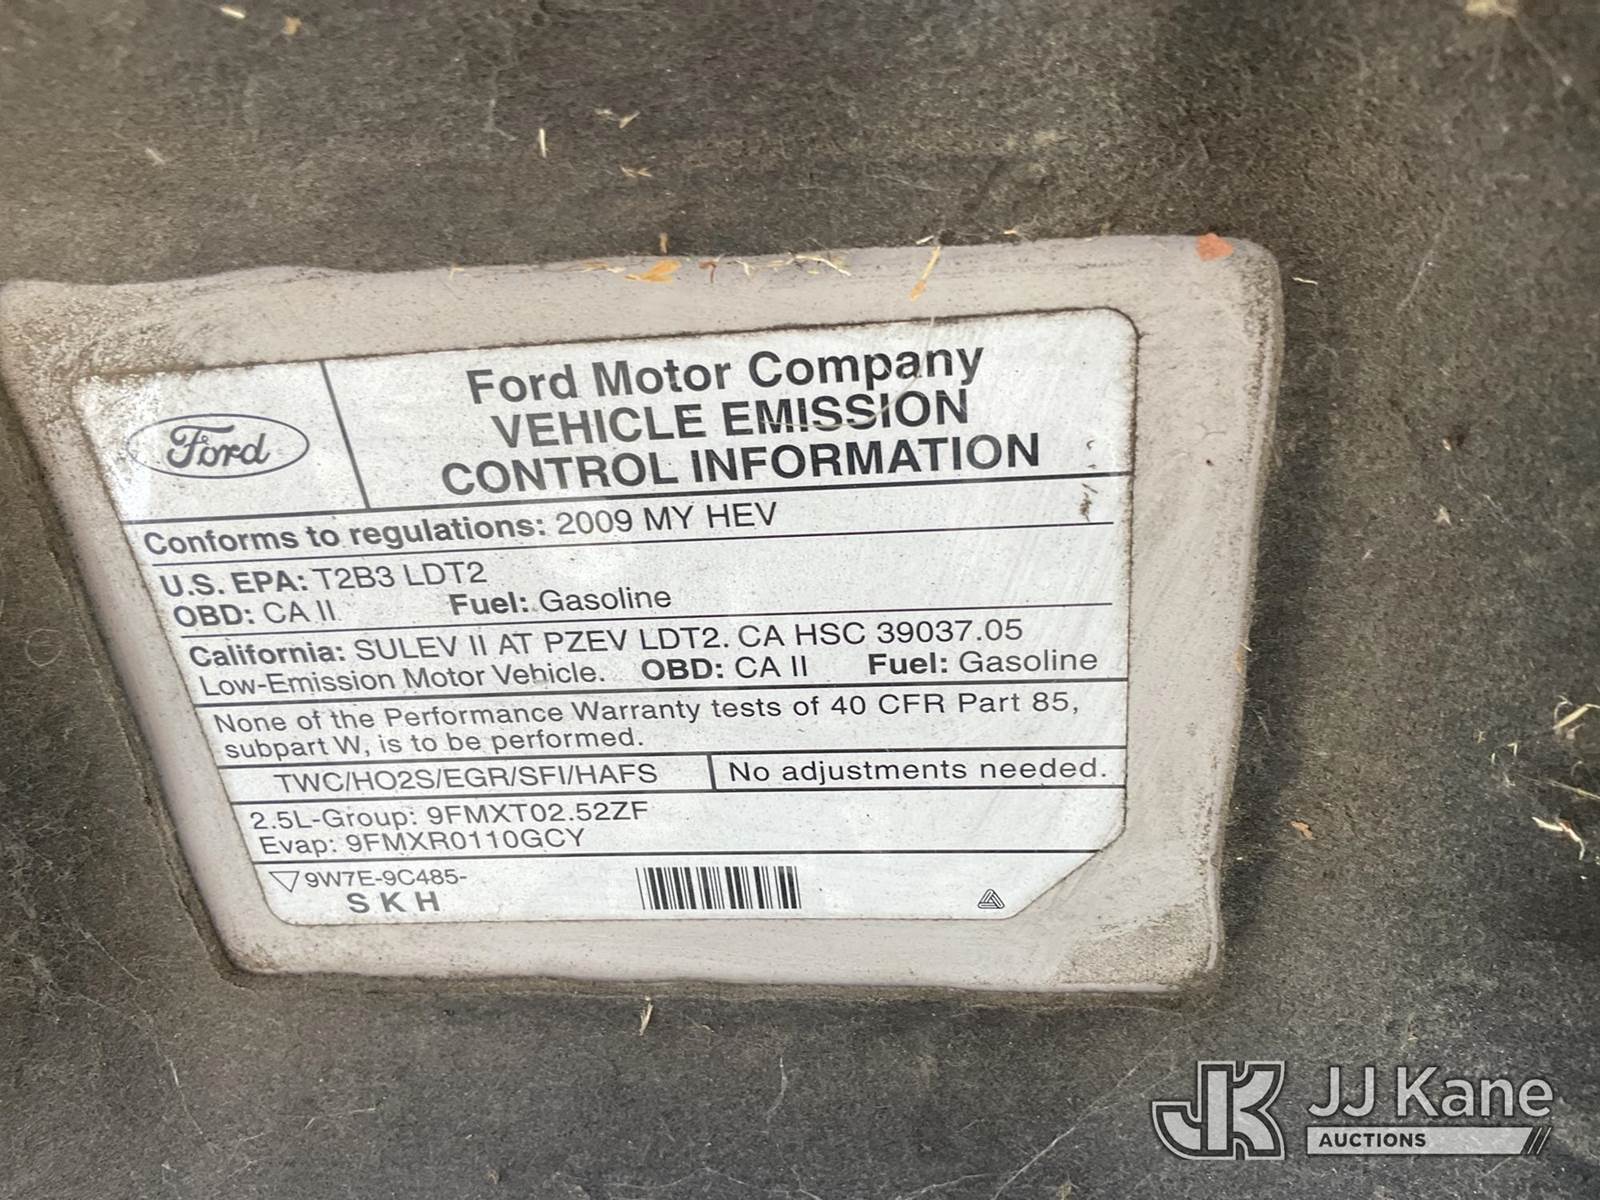 Ford
Ford Motor Company
VEHICLE EMISSION
CONTROL INFORMATION
Conforms to regulations: 2009 MY HEV
U.S. EPA: T2B3 LDT2
OBD: CA II Fuel: Gasoline
California: SULEV II AT PZEV LDT2. CA HSC 39037.05
Low-Emission Motor Vehicle. OBD: CA II Fuel: Gasoline
None of the Performance Warranty tests of 40 CFR Part 85,
subpart W, is to be performed.
TWC/HO2S/EGR/SFI/HAFS No adjustments needed.
2.5L-Group: 9FMXT02.52ZF
Evap: 9FMXR0110GCY
9W7E-9C485-
S K H
JK JJ Kane
AUCTIONS